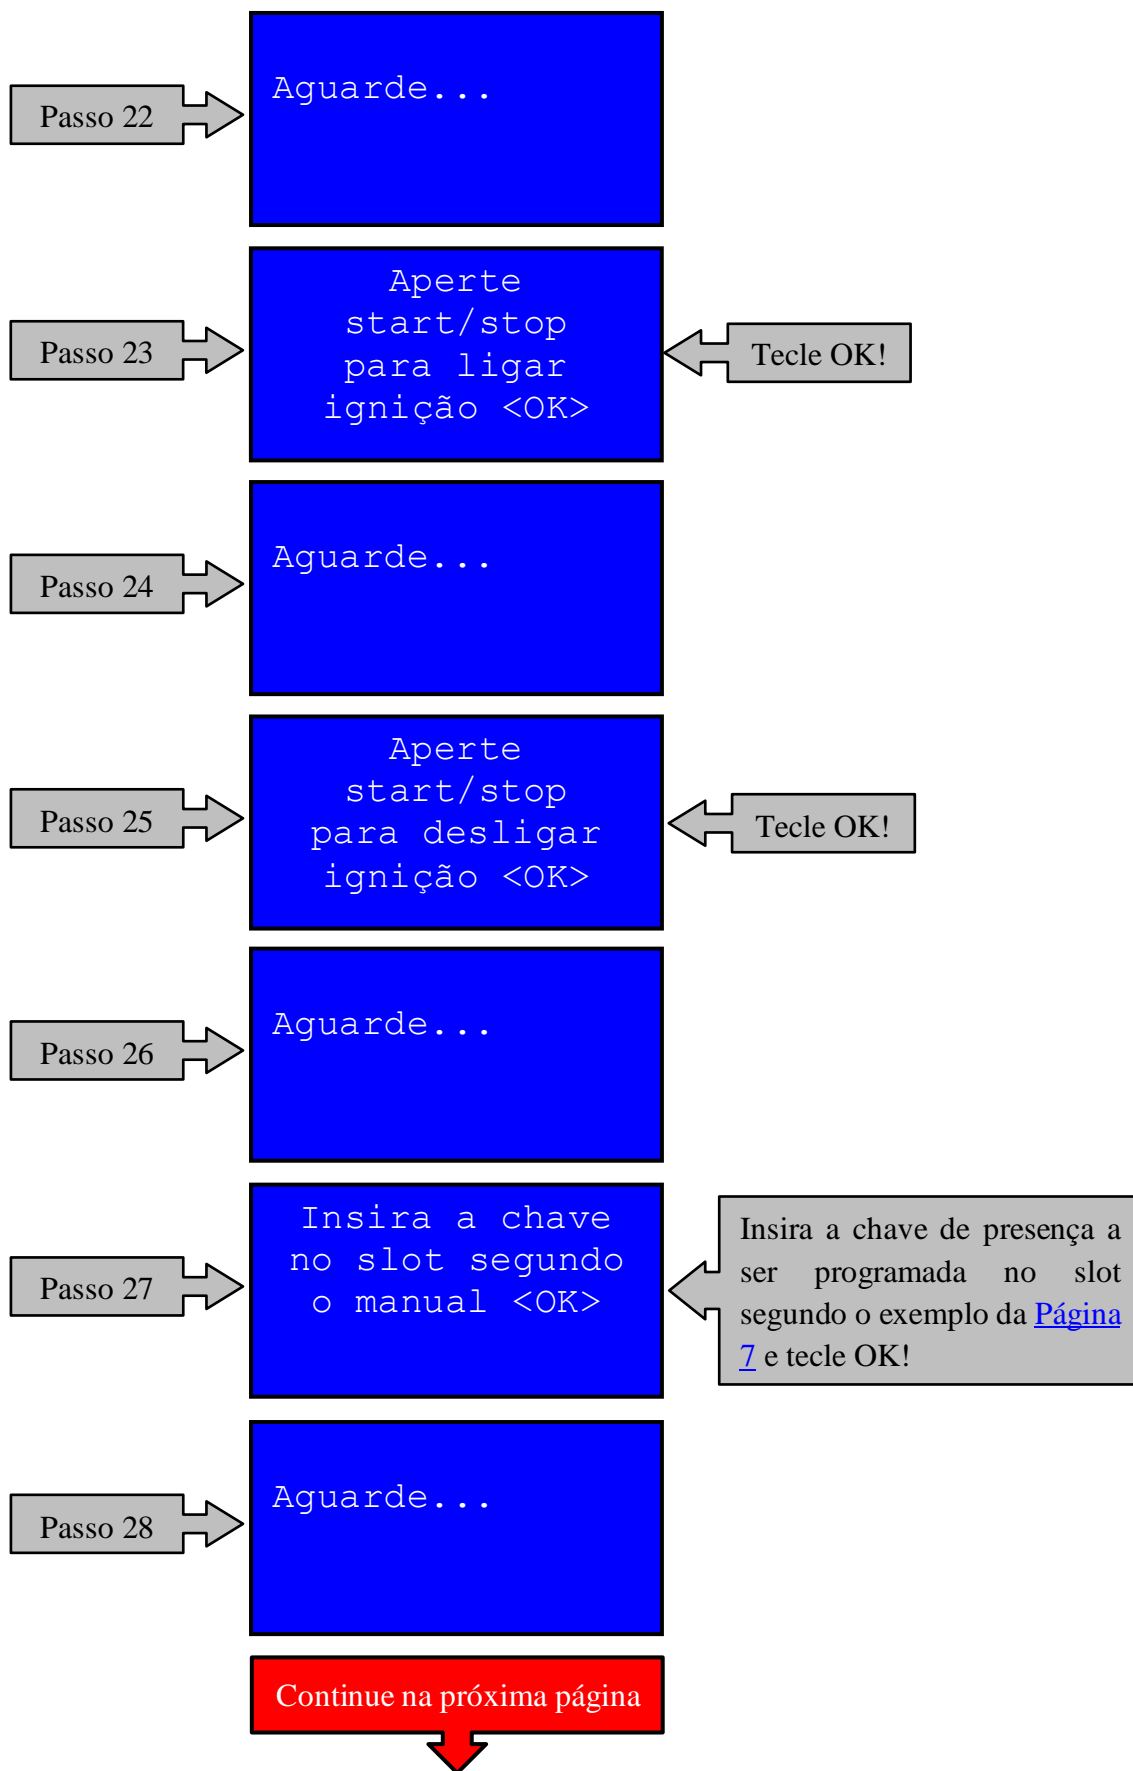 Passo 22
Aguarde...
Passo 23
Aperte
start/stop
para ligar
ignição <OK>
Tecle OK!
Passo 24
Aguarde...
Passo 25
Aperte
start/stop
para desligar
ignição <OK>
Tecle OK!
Passo 26
Aguarde...
Passo 27
Insira a chave
no slot segundo
o manual <OK>
Insira a chave de presença a
ser programada no slot
segundo o exemplo da Página
7 e tecle OK!
Passo 28
Aguarde...
Continue na próxima página